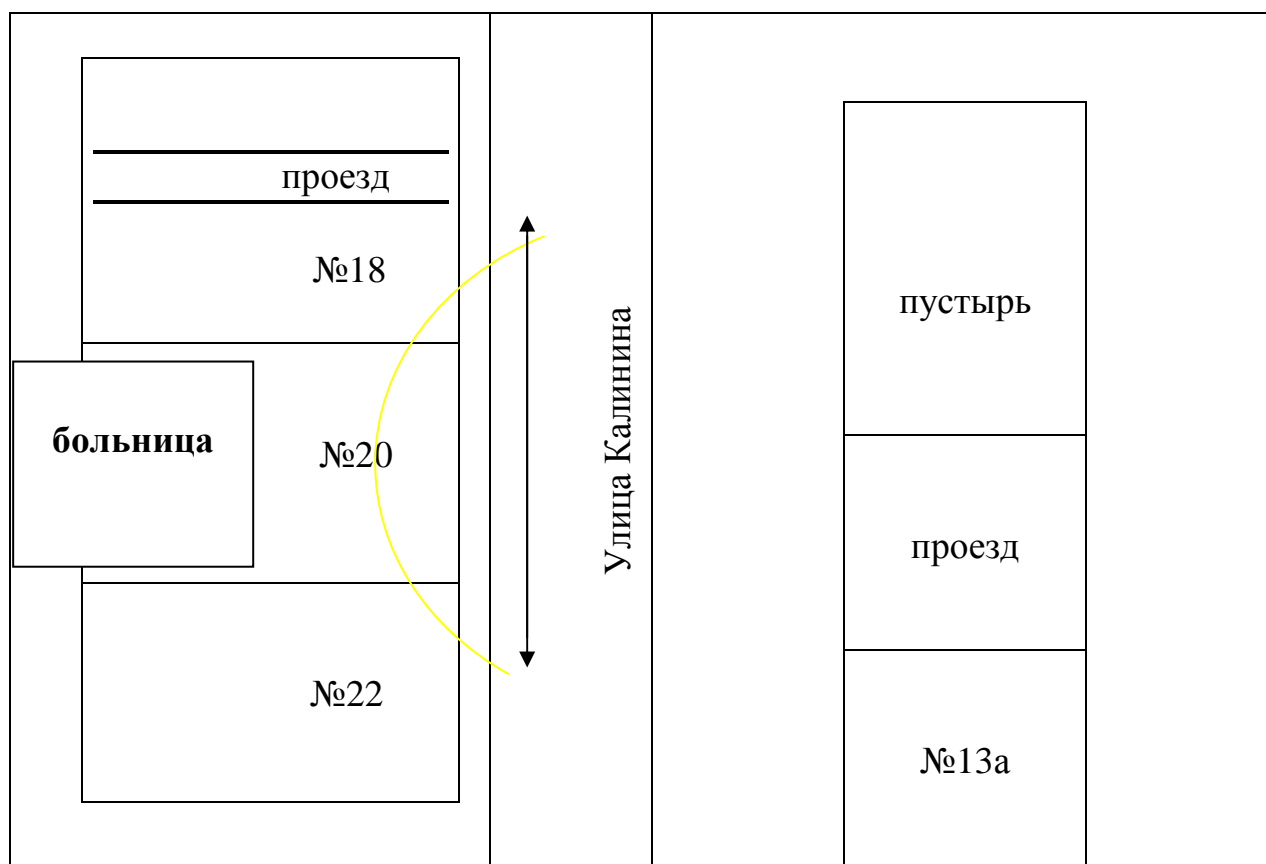 проезд
№18
больница
№20
№22
Улица Калинина
пустырь
проезд
№13а